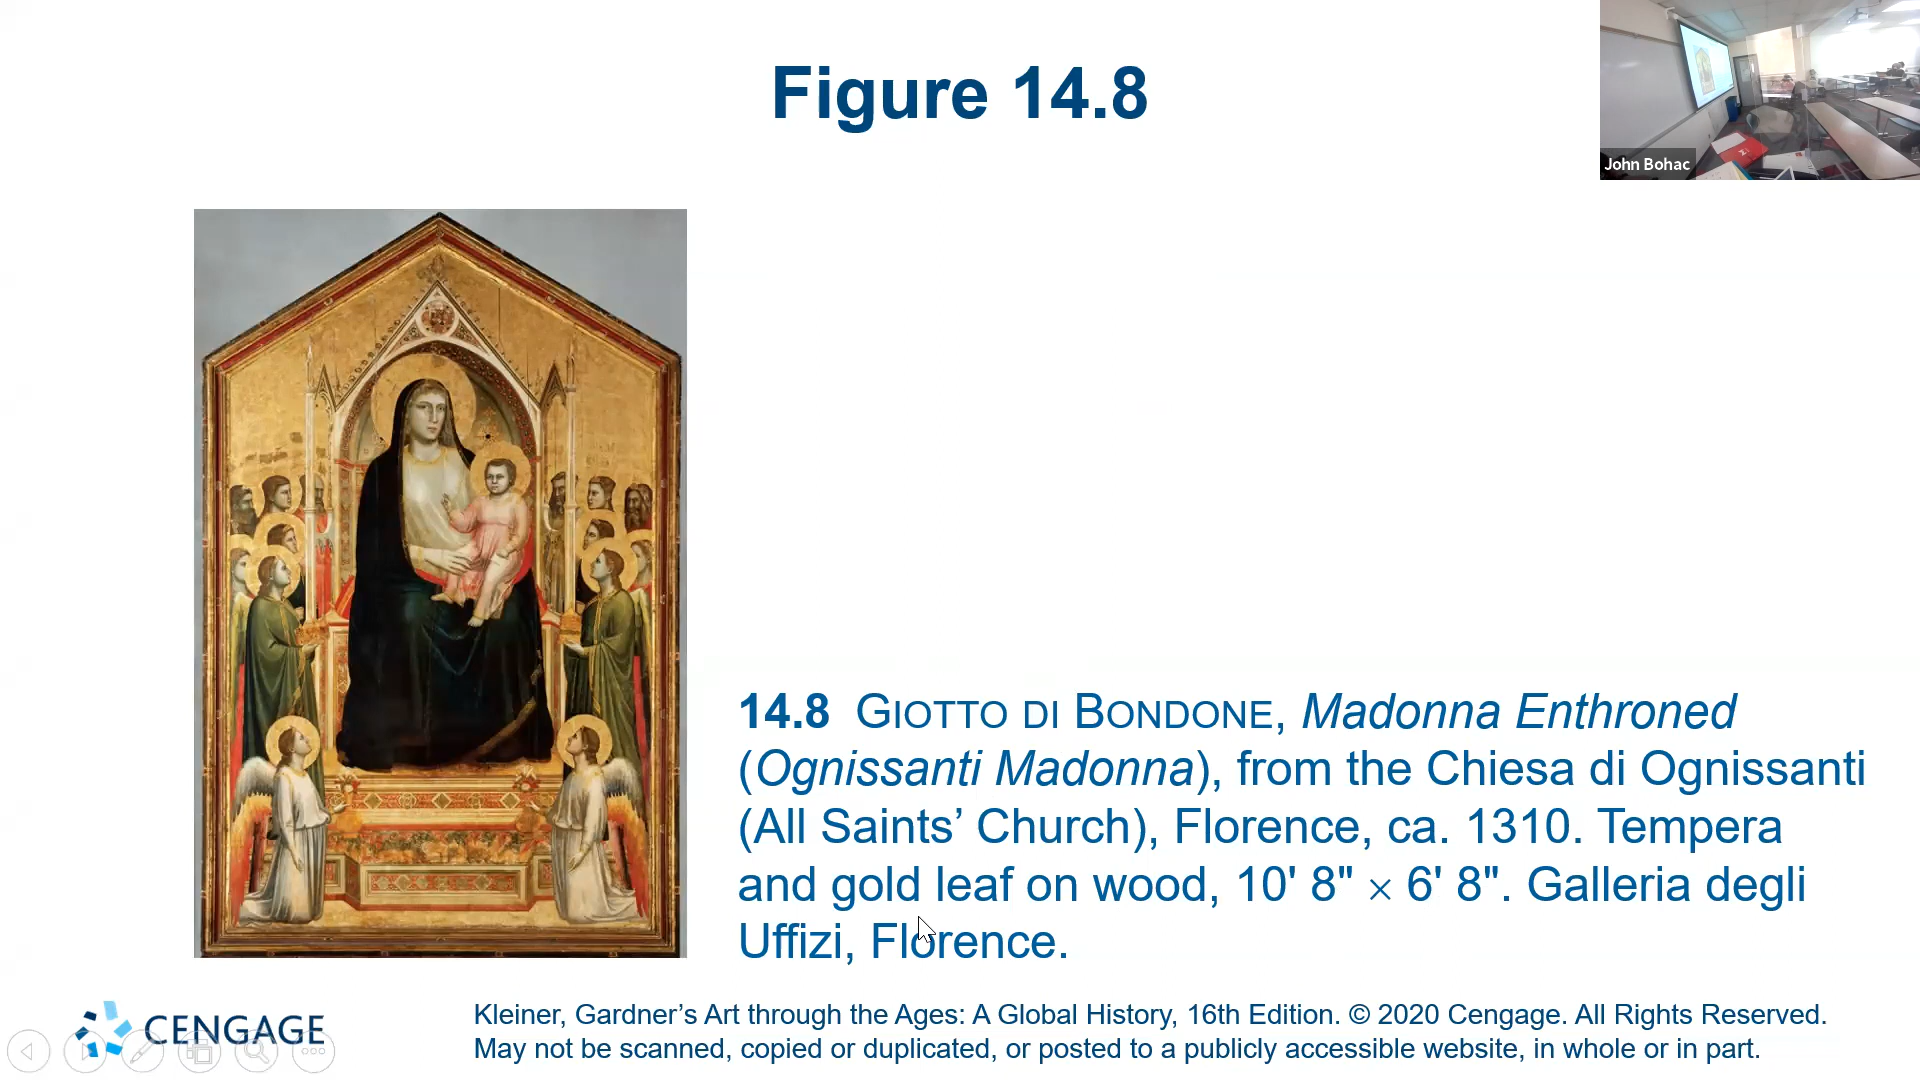 Figure 14.8
John Bohac
14.8 GIOTTO DI BONDONE, Madonna Enthroned
(Ognissanti Madonna), from the Chiesa di Ognissanti
(All Saints’ Church), Florence, ca. 1310. Tempera
and gold leaf on wood, 10' 8" × 6' 8". Galleria degli
Uffizi, Florence.
CENGAGE
Kleiner, Gardner’s Art through the Ages: A Global History, 16th Edition. © 2020 Cengage. All Rights Reserved.
May not be scanned, copied or duplicated, or posted to a publicly accessible website, in whole or in part.